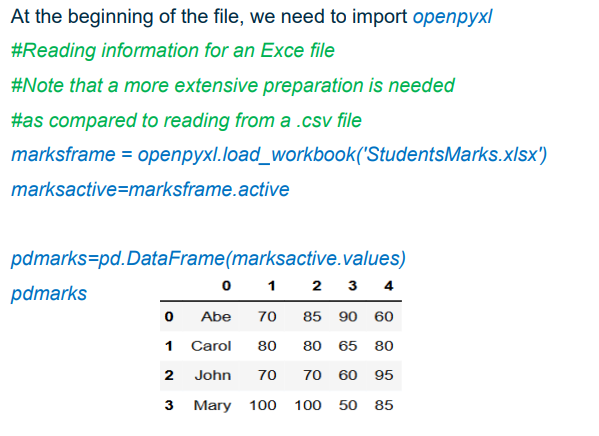 At the beginning of the file, we need to import openpyxl
#Reading information for an Exce file
#Note that a more extensive preparation is needed
#as compared to reading from a .csv file
marksframe = openpyxl.load_workbook('StudentsMarks.xlsx')
marksactive=marksframe.active
pdmarks=pd.DataFrame(marksactive.values)
pdmarks
0 1 2 3 4
0 Abe 70 85 90 60
1 Carol 80 80 65 80
2 John 70 70 60 95
3 Mary 100 100 50 85